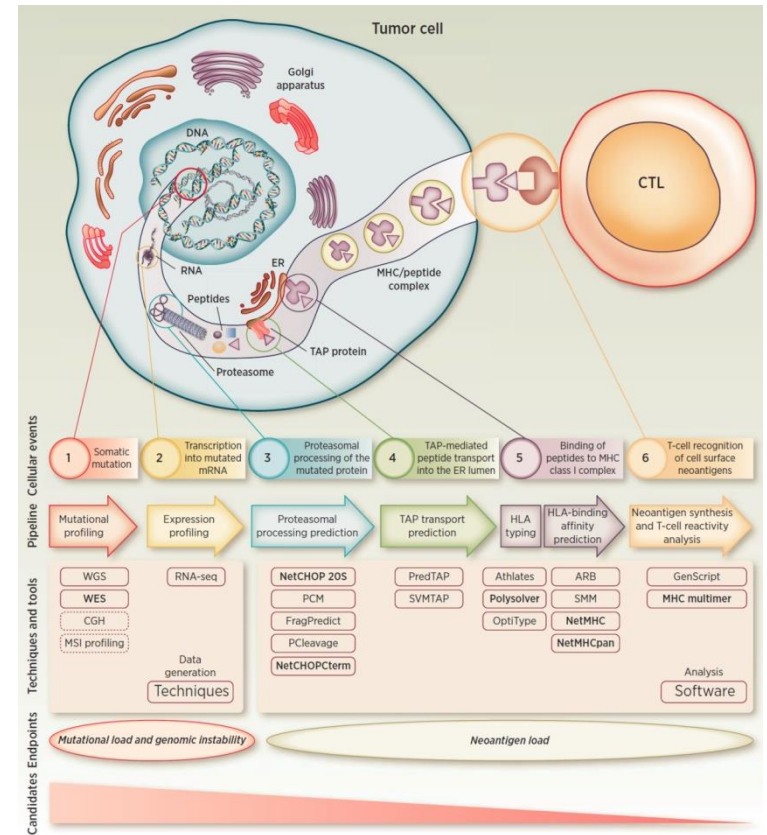 Tumor cell
Golgi
apparatus
DNA
CTL
RNA
ER
MHC/peptide
complex
Peptides
TAP protein
Proteasome
Cellular events
1
Somatic
mutation
2
Transcription
into mutated
mRNA
3
Proteasomal
processing of the
mutated protein
4
TAP-mediated
peptide transport
into the ER lumen
5
Binding of
peptides to MHC
class I complex
6
T-cell recognition
of cell surface
neoantigens
Pipeline
Mutational
profiling
Expression
profiling
Proteasomal
processing prediction
TAP transport
prediction
HLA
typing
HLA-binding
affinity
prediction
Neoantigen synthesis
and T-cell reactivity
analysis
Techniques and tools
WGS
WES
CGH
MSI profiling
RNA-seq
Data
generation
Techniques
NetCHOP 20S
PCM
FragPredict
PCleavage
NetCHOPCterm
PredTAP
SVMTAP
Athlates
Polysolver
OptiType
ARB
SMM
NetMHC
NetMHCpan
GenScript
MHC multimer
Analysis
Software
Endpoints
Mutational load and genomic instability
Neoantigen load
Candidates